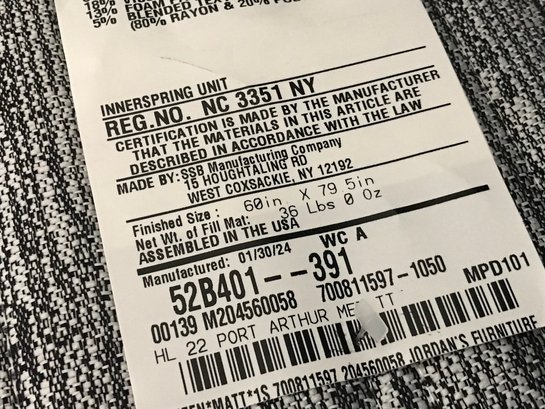 13% FOAM
5% BLENDED
(80% RAYON & 20%
INNERSPRING UNIT
REG.NO. NC 3351 NY
CERTIFICATION IS MADE BY THE MANUFACTURER
THAT THE MATERIALS IN THIS ARTICLE ARE
DESCRIBED IN ACCORDANCE WITH THE LAW
MADE BY: SSB Manufacturing Company
15 HOUGHTALING RD
WEST COXSACKIE, NY 12192
Finished Size : 60in X 79 5in
Net Wt. of Fill Mat: 36 Lbs 0 Oz
ASSEMBLED IN THE USA
Manufactured: 01/30/24 WC A
52B401--391
00139 M204560058 700811597-1050 MPD101
HL 22 PORT ARTHUR
*MATT*1S 700811597 204560058 JORDAN'S FURNITURE